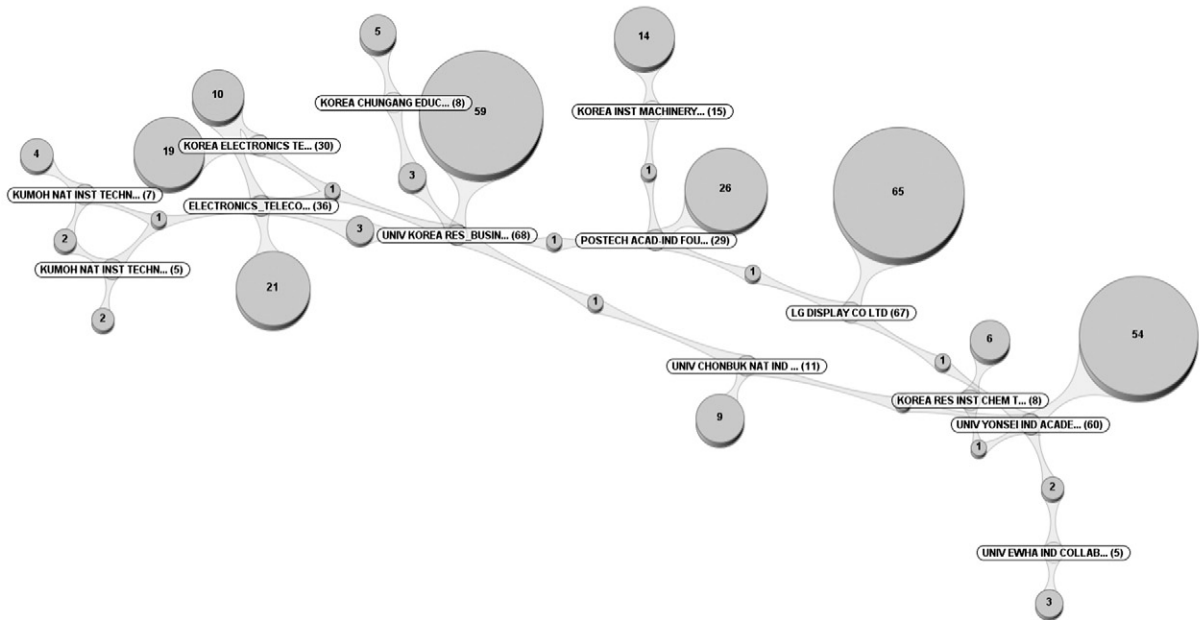 5
14
10
59
KOREA CHUNGANG EDUC... (8)
KOREA INST MACHINERY... (15)
19
KOREA ELECTRONICS TE... (30)
4
3
1
65
26
1
KUMOH NAT INST TECHN... (7)
ELECTRONICS_TELECO... (36)
1
3
UNIV KOREA RES_BUSIN... (68)
1
POSTECH ACAD-IND FOU... (29)
2
KUMOH NAT INST TECHN... (5)
1
21
1
LG DISPLAY CO LTD (67)
2
54
6
1
UNIV CHONBUK NAT IND ... (11)
KOREA RES INST CHEM T... (8)
9
UNIV YONSEI IND ACADE... (60)
1
2
UNIV EWHA IND COLLAB... (5)
3